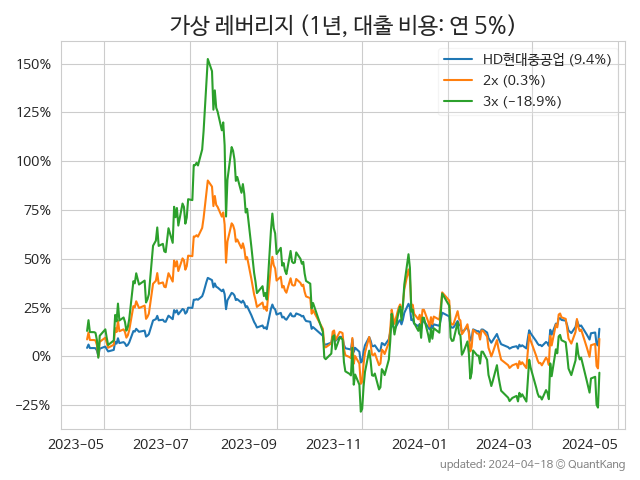 가상 레버리지 (1년, 대출 비용: 연 5%)
150%
125%
100%
75%
50%
25%
0%
−25%
HD현대중공업 (9.4%)
2x (0.3%)
3x (−18.9%)
2023-05 2023-07 2023-09 2023-11 2024-01 2024-03 2024-05
updated: 2024-04-18 © QuantKang